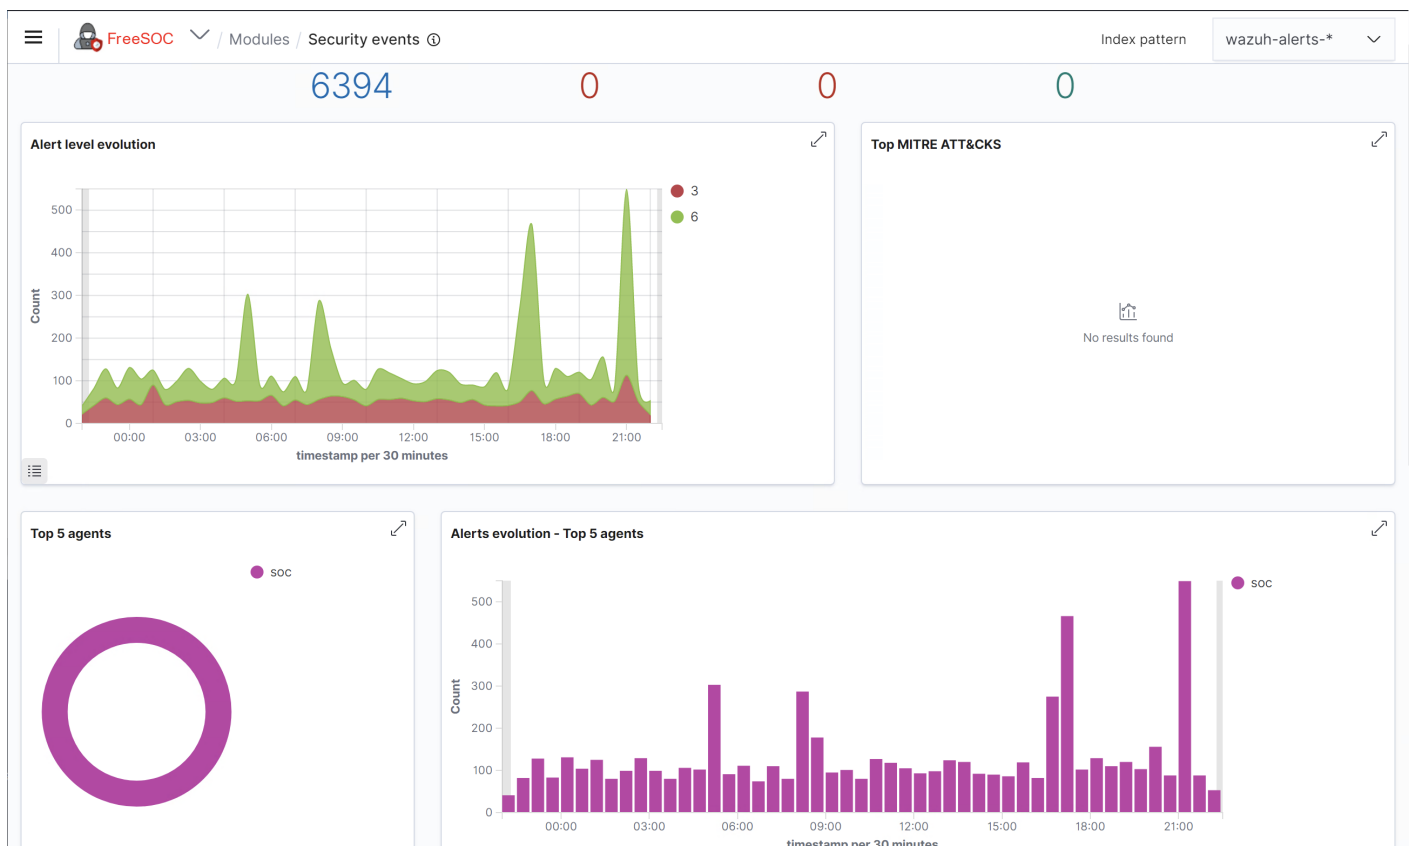 FreeSOC / Modules / Security events
Index pattern
wazuh-alerts-*
6394
0
0
0
Alert level evolution
500
400
300
200
100
0
Count
00:00
03:00
06:00
09:00
12:00
15:00
18:00
21:00
timestamp per 30 minutes
3
6
Top MITRE ATT&CKS
No results found
Top 5 agents
soc
Alerts evolution - Top 5 agents
500
400
300
200
100
0
Count
00:00
03:00
06:00
09:00
12:00
15:00
18:00
21:00
timestamp per 30 minutes
soc